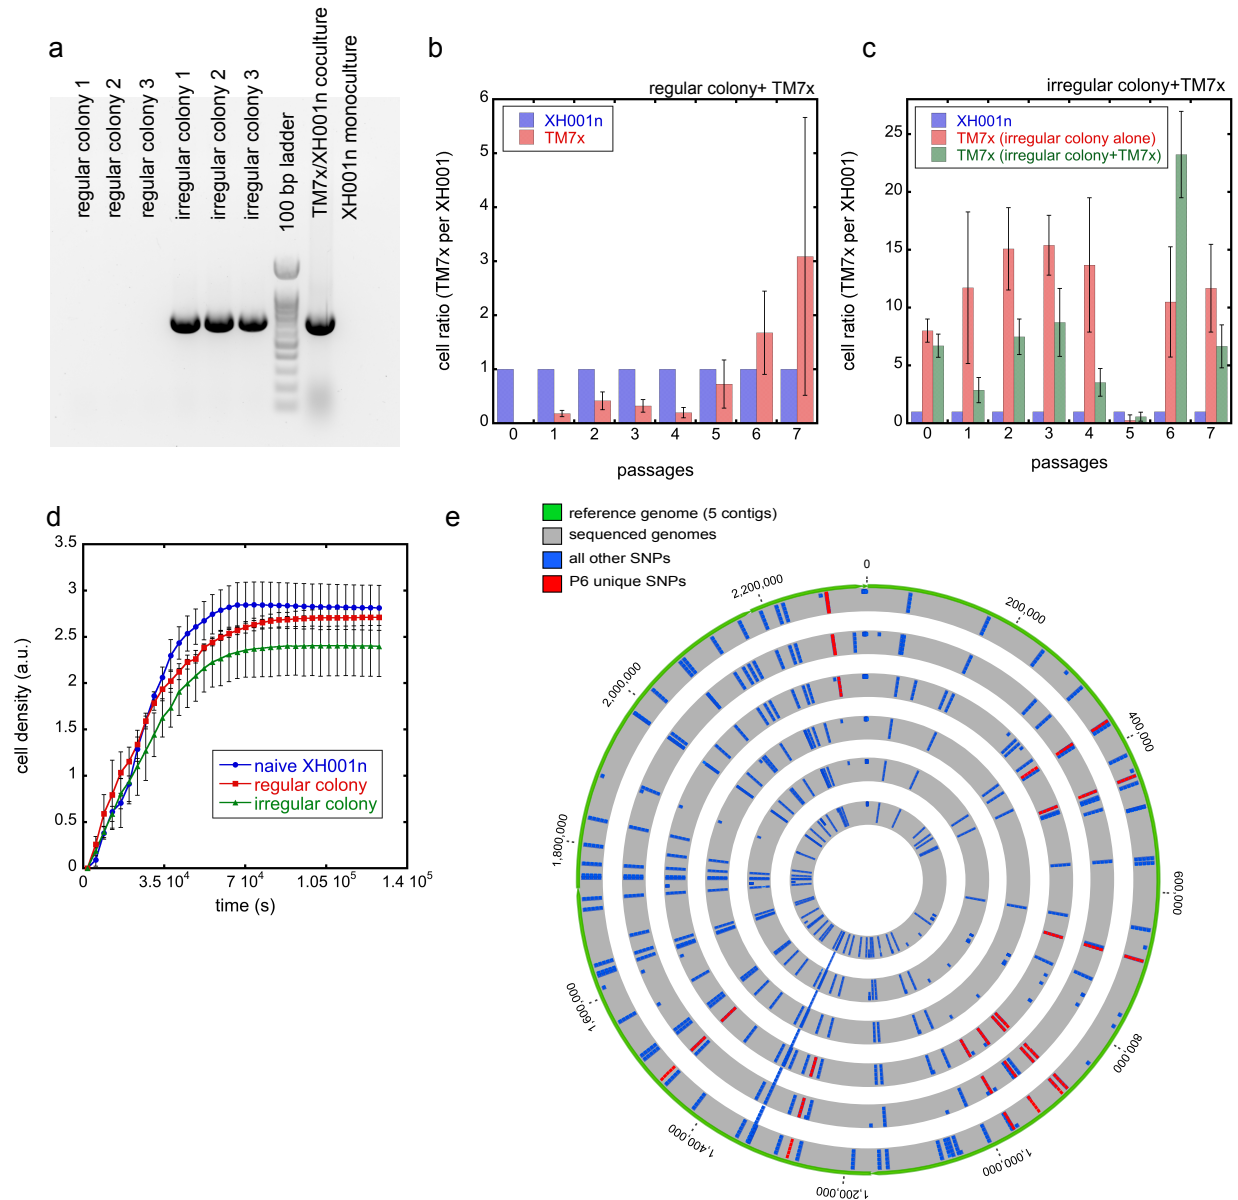 a
regular colony 1
regular colony 2
regular colony 3
irregular colony 1
irregular colony 2
irregular colony 3
100 bp ladder
TM7x/XH001n coculture
XH001n monoculture
b
regular colony+ TM7x
XH001n
TM7x
cell ratio (TM7x per XH001)
6
5
4
3
2
1
0
0 1 2 3 4 5 6 7
passages
c
irregular colony+TM7x
XH001n
TM7x (irregular colony alone)
TM7x (irregular colony+TM7x)
cell ratio (TM7x per XH001)
25
20
15
10
5
0
0 1 2 3 4 5 6 7
passages
d
3.5
3
2.5
2
1.5
1
0.5
0
cell density (a.u.)
naive XH001n
regular colony
irregular colony
0 3.5 10⁴ 7 10⁴ 1.05 10⁵ 1.4 10⁵
time (s)
e
reference genome (5 contigs)
sequenced genomes
all other SNPs
P6 unique SNPs
0
200,000
400,000
600,000
800,000
1,000,000
1,200,000
1,400,000
1,600,000
1,800,000
2,000,000
2,200,000